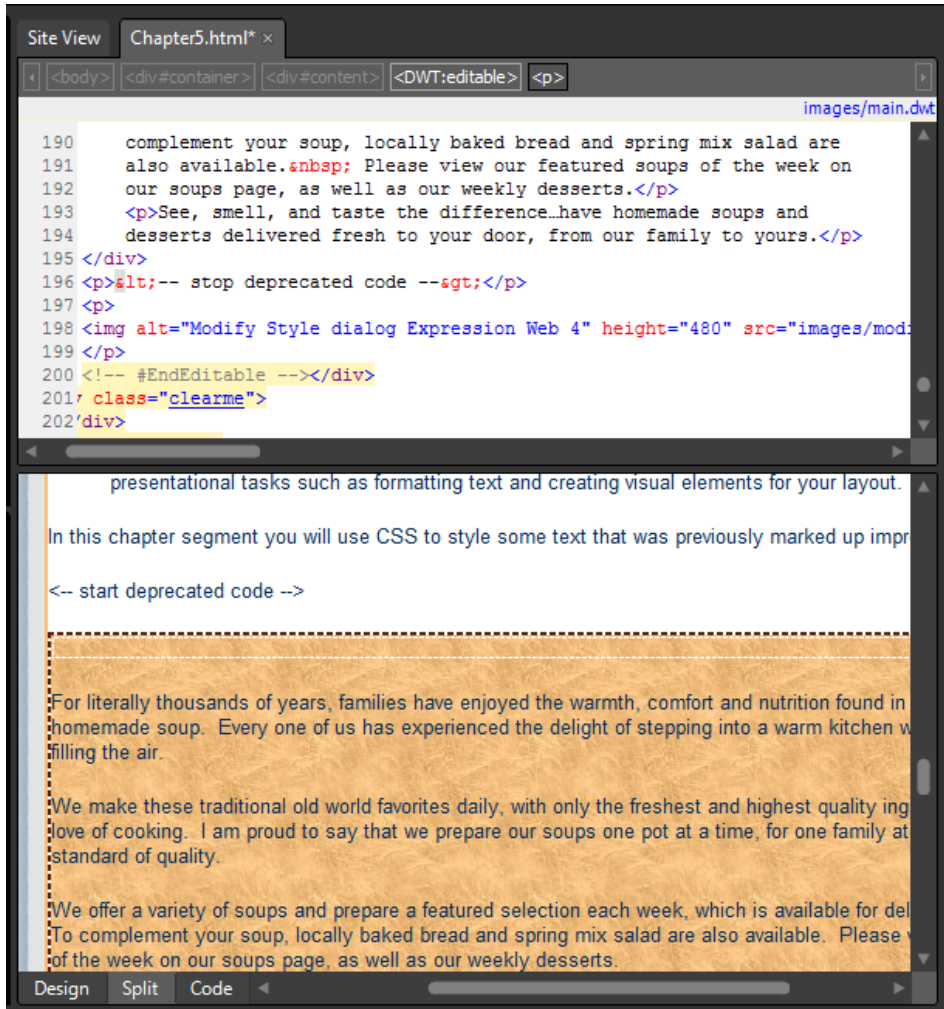 Site View Chapter5.html* ×
<body> <div#container> <div#content> <DWT:editable> <p>
images/main.dwt
190 complement your soup, locally baked bread and spring mix salad are
191 also available.&nbsp; Please view our featured soups of the week on
192 our soups page, as well as our weekly desserts.</p>
193 <p>See, smell, and taste the difference…have homemade soups and
194 desserts delivered fresh to your door, from our family to yours.</p>
195 </div>
196 <p>&lt;-- stop deprecated code --&gt;</p>
197 <p>
198 <img alt="Modify Style dialog Expression Web 4" height="480" src="images/modi
199 </p>
200 <!-- #EndEditable --></div>
201 class="clearme">
202 div>
presentational tasks such as formatting text and creating visual elements for your layout.
In this chapter segment you will use CSS to style some text that was previously marked up impr
<-- start deprecated code -->
For literally thousands of years, families have enjoyed the warmth, comfort and nutrition found in
homemade soup. Every one of us has experienced the delight of stepping into a warm kitchen w
filling the air.
We make these traditional old world favorites daily, with only the freshest and highest quality ing
love of cooking. I am proud to say that we prepare our soups one pot at a time, for one family at
standard of quality.
We offer a variety of soups and prepare a featured selection each week, which is available for del
To complement your soup, locally baked bread and spring mix salad are also available. Please
of the week on our soups page, as well as our weekly desserts.
Design Split Code